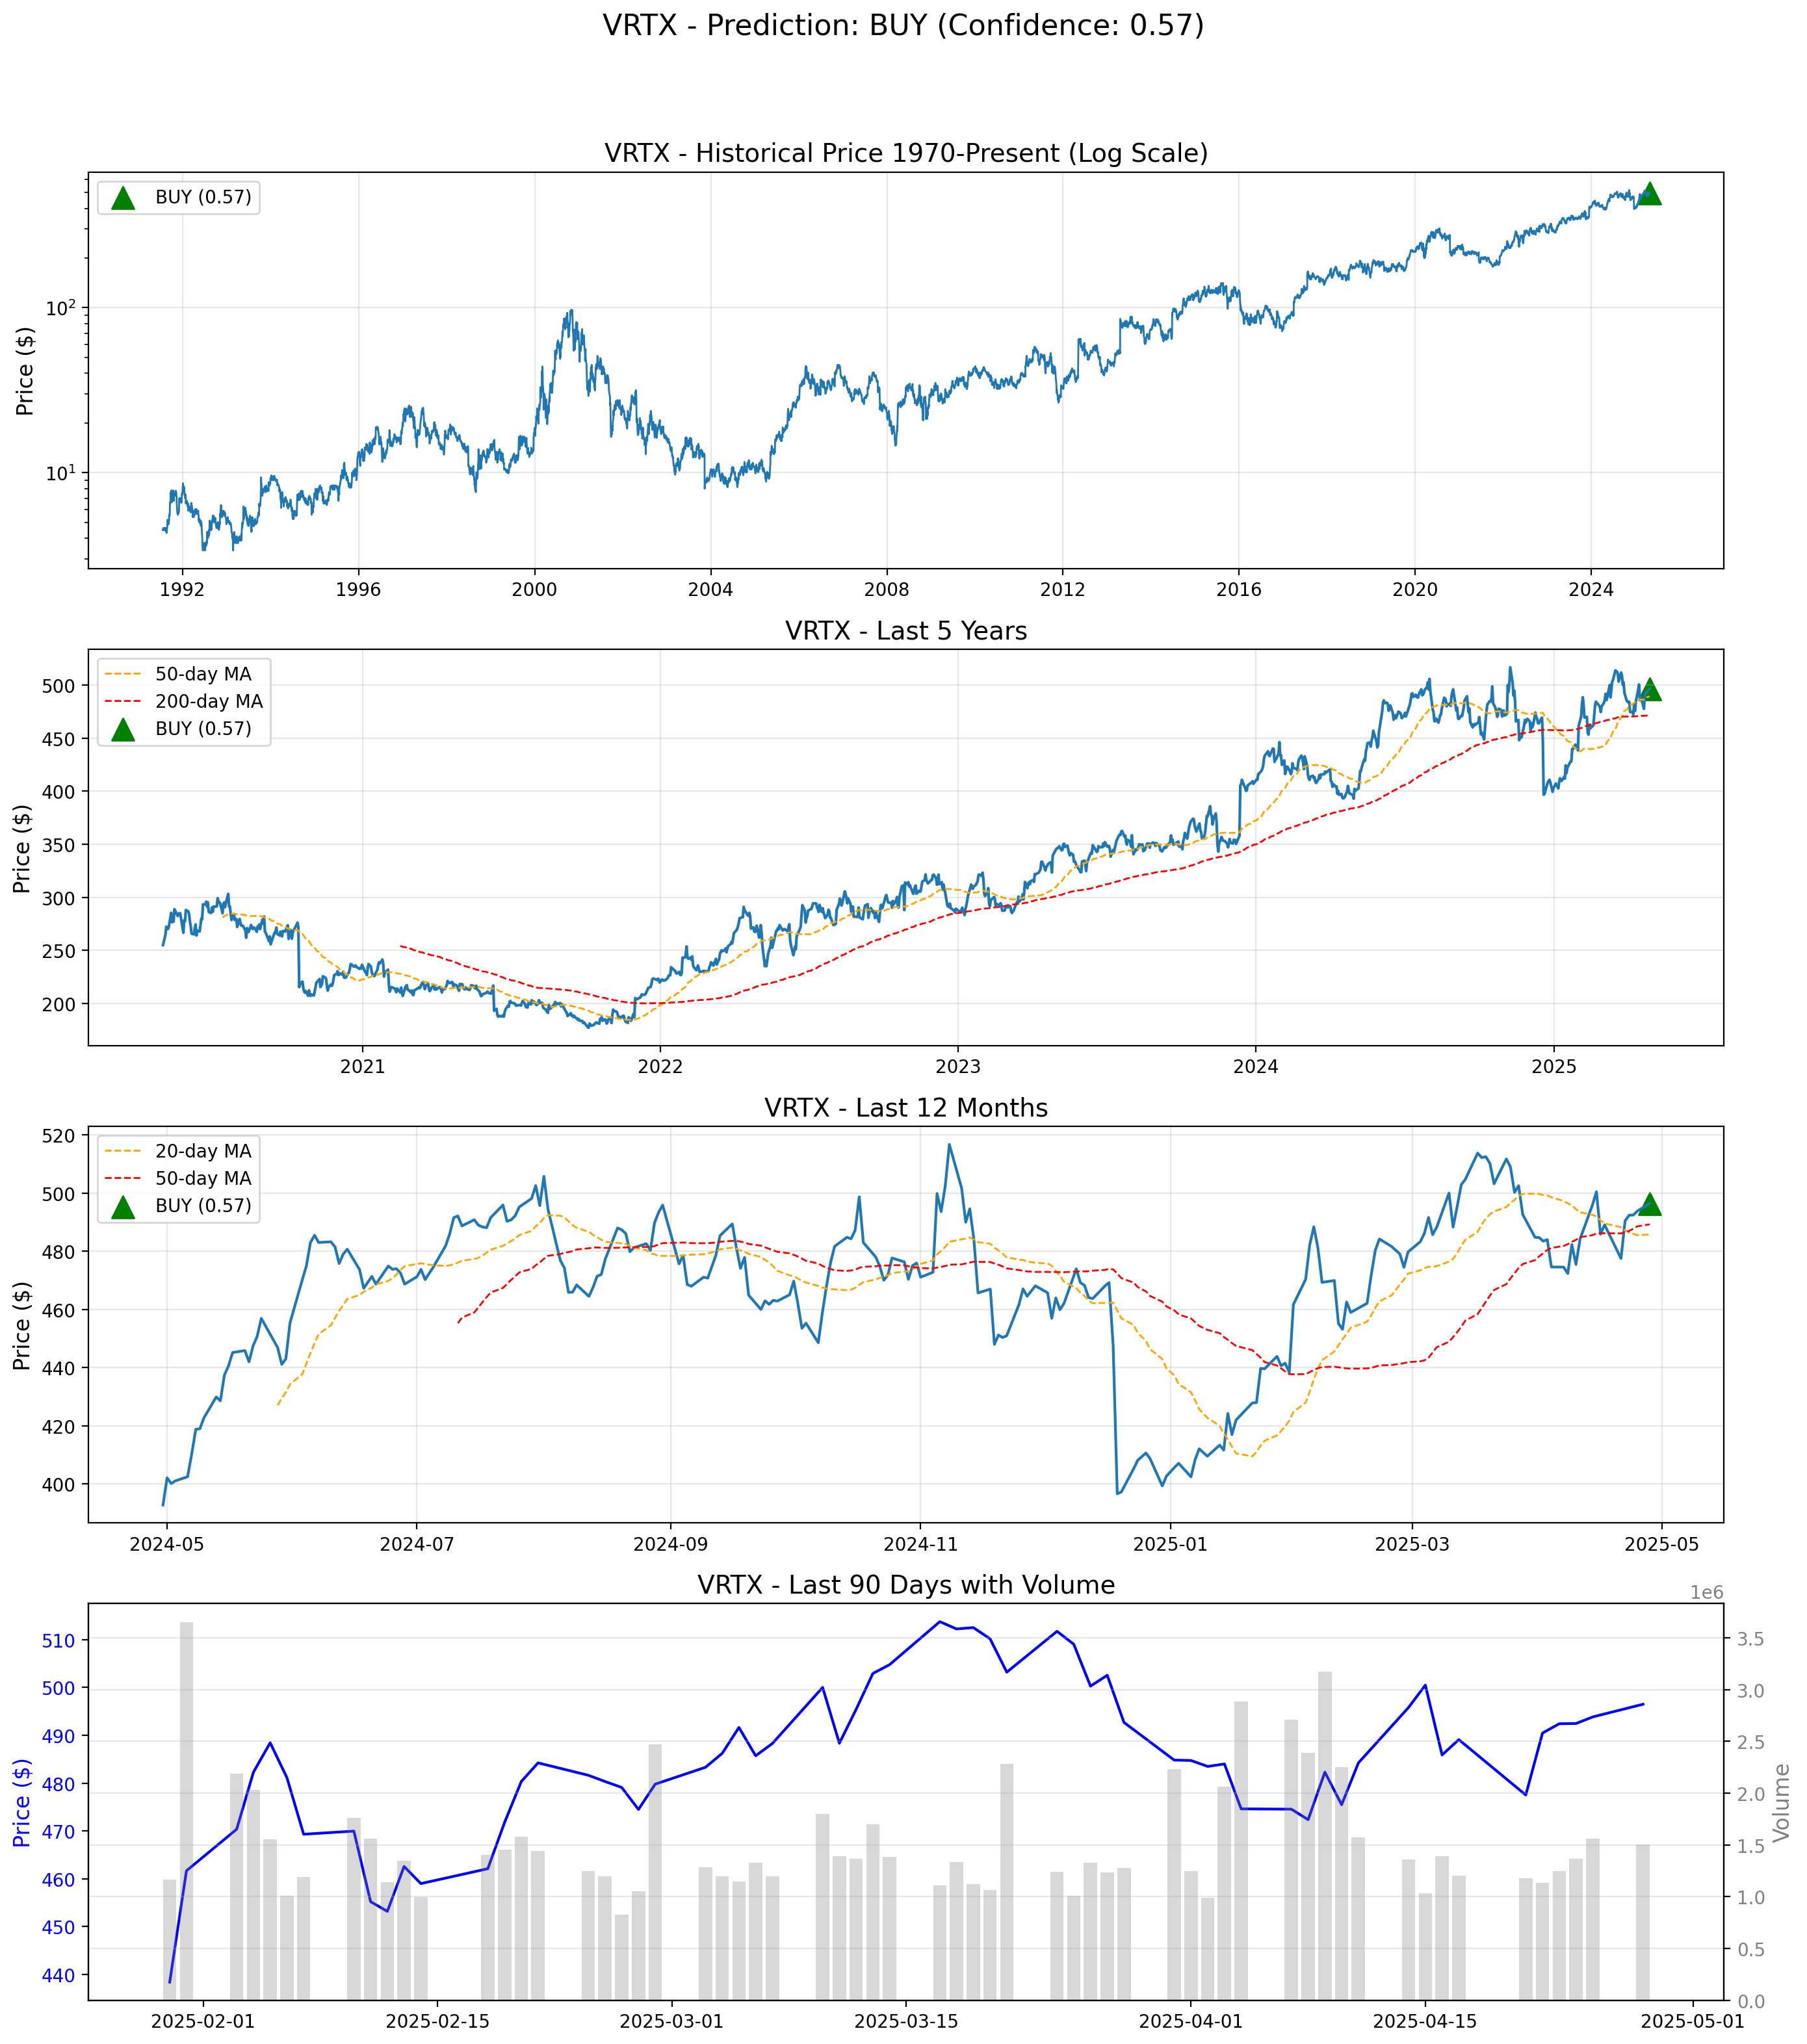 VRTX - Prediction: BUY (Confidence: 0.57)
VRTX - Historical Price 1970-Present (Log Scale)
BUY (0.57)
Price ($)
10²
10¹
1992 1996 2000 2004 2008 2012 2016 2020 2024
VRTX - Last 5 Years
50-day MA
200-day MA
BUY (0.57)
Price ($)
500
450
400
350
300
250
200
2021 2022 2023 2024 2025
VRTX - Last 12 Months
20-day MA
50-day MA
BUY (0.57)
Price ($)
520
500
480
460
440
420
400
2024-05 2024-07 2024-09 2024-11 2025-01 2025-03 2025-05
VRTX - Last 90 Days with Volume
1e6
Price ($)
510
500
490
480
470
460
450
440
3.5
3.0
2.5
2.0
1.5
1.0
0.5
0.0
Volume
2025-02-01 2025-02-15 2025-03-01 2025-03-15 2025-04-01 2025-04-15 2025-05-01